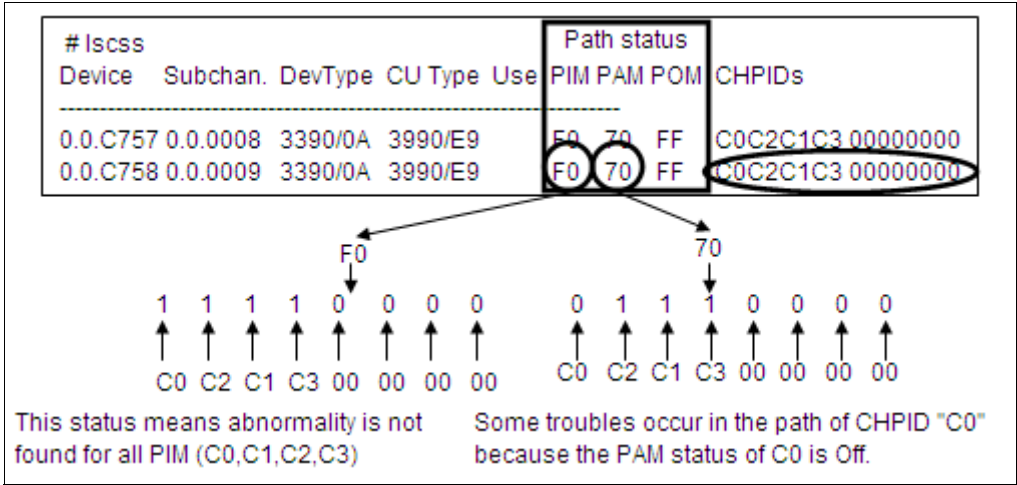 # lscss
Path status
Device Subchan. DevType CU Type Use PIM PAM POM CHPIDs
---------------------------------------------------------------------
0.0.C757 0.0.0008 3390/0A 3990/E9 F0 70 FF C0C2C1C3 00000000
0.0.C758 0.0.0009 3390/0A 3990/E9 F0 70 FF C0C2C1C3 00000000
F0 70
1 1 1 1 0 0 0 0 0 1 1 1 0 0 0 0
C0 C2 C1 C3 00 00 00 00 C0 C2 C1 C3 00 00 00 00
This status means abnormality is not
found for all PIM (C0,C1,C2,C3)
Some troubles occur in the path of CHPID "C0"
because the PAM status of C0 is Off.